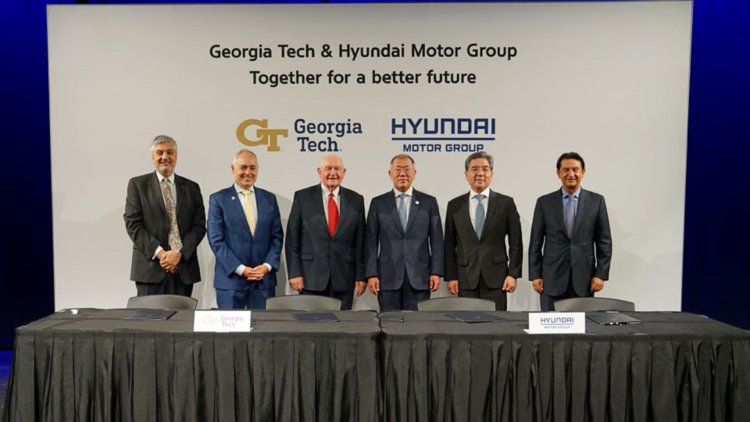 Georgia Tech & Hyundai Motor Group
Together for a better future
GT Georgia
Tech
HYUNDAI
MOTOR GROUP
GT Georgia
Tech
HYUNDAI
MOTOR GROUP